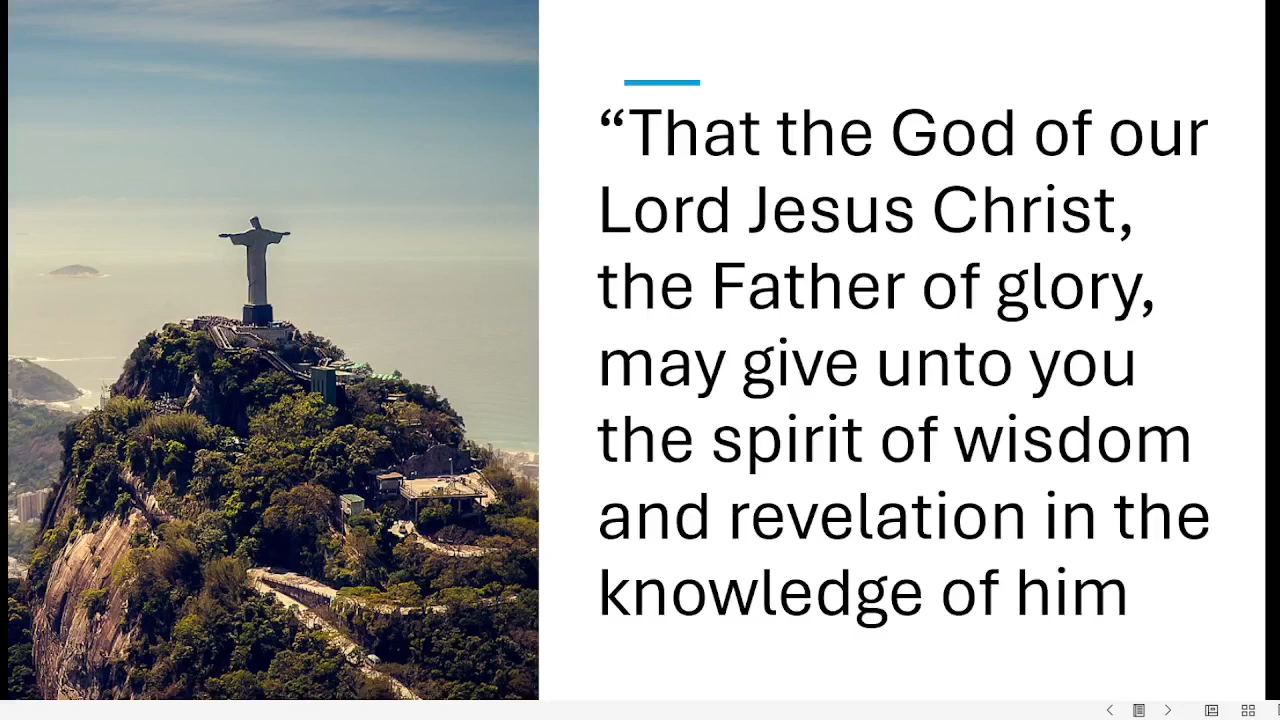 “That the God of our
Lord Jesus Christ,
the Father of glory,
may give unto you
the spirit of wisdom
and revelation in the
knowledge of him